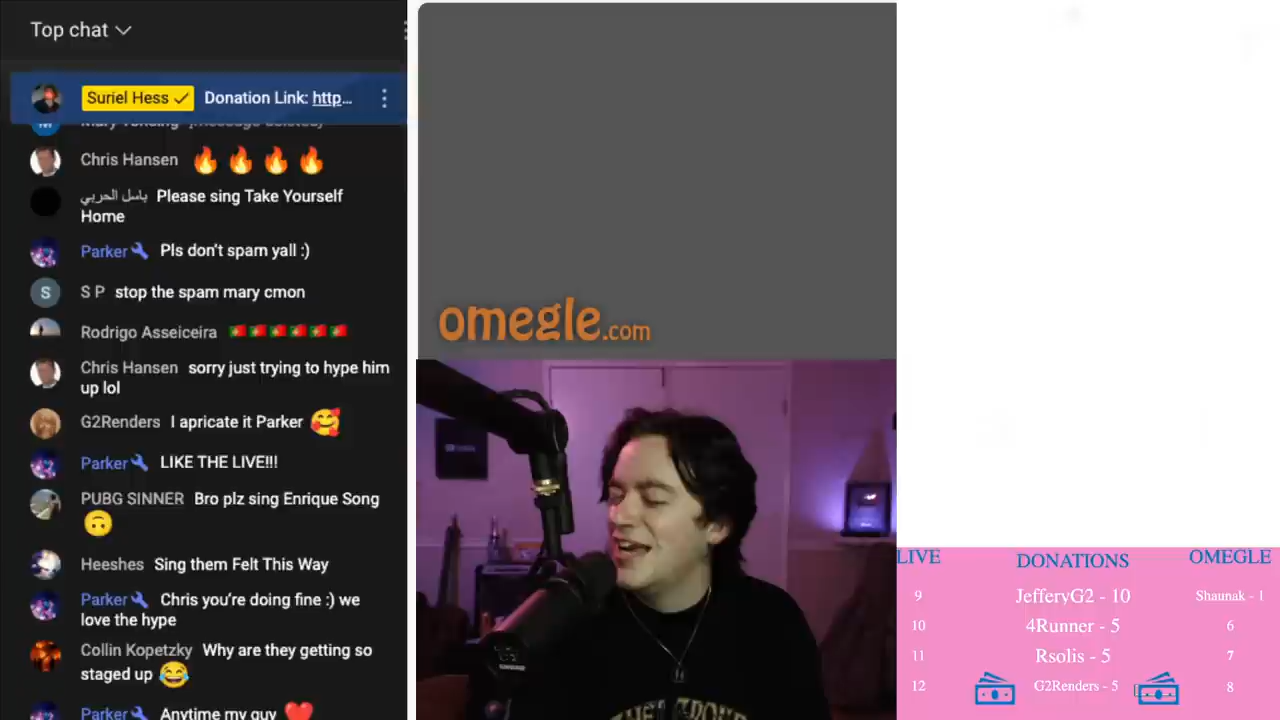 Top chat
Suriel Hess Donation Link: http...
Chris Hansen 🔥 🔥 🔥 🔥
باسل الحربي Please sing Take Yourself
Home
Parker Pls don't spam yall :)
S
S P stop the spam mary cmon
Rodrigo Asseiceira 🇵🇹🇵🇹🇵🇹🇵🇹🇵🇹🇵🇹
Chris Hansen sorry just trying to hype him
up lol
G2Renders I apricate it Parker 🥰
Parker LIKE THE LIVE!!!
PUBG SINNER Bro plz sing Enrique Song
🙃
Heeshes Sing them Felt This Way
Parker Chris you're doing fine :) we
love the hype
Collin Kopetzky Why are they getting so
staged up 😂
Parker Anytime my guy ❤️
omegle.com
LIVE DONATIONS OMEGLE
9 JefferyG2 - 10 Shaunak - 1
10 4Runner - 5 6
11 Rsolis - 5 7
12 G2Renders - 5 8